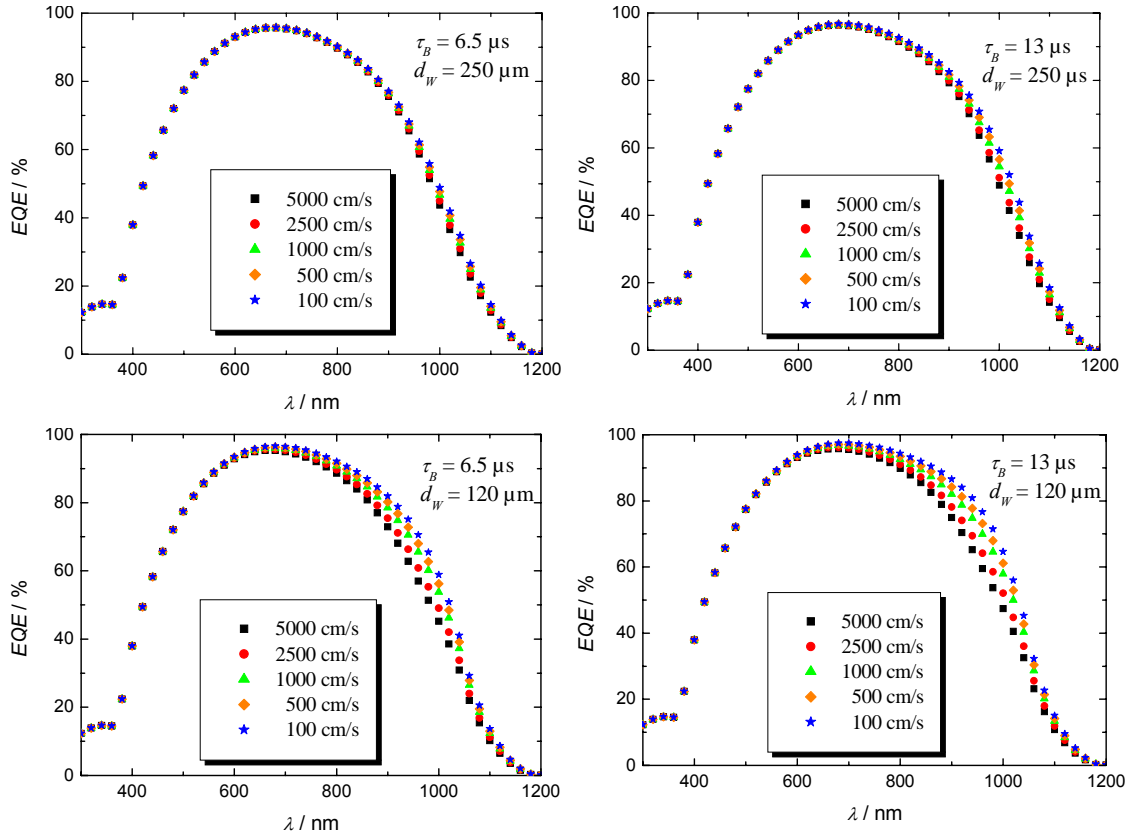 100
80
60
40
20
0
EQE / %
τB = 6.5 µs
dW = 250 µm
5000 cm/s
2500 cm/s
1000 cm/s
500 cm/s
100 cm/s
400 600 800 1000 1200
λ / nm
100
80
60
40
20
0
EQE / %
τB = 13 µs
dW = 250 µs
5000 cm/s
2500 cm/s
1000 cm/s
500 cm/s
100 cm/s
400 600 800 1000 1200
λ / nm
100
80
60
40
20
0
EQE / %
τB = 6.5 µs
dW = 120 µm
5000 cm/s
2500 cm/s
1000 cm/s
500 cm/s
100 cm/s
400 600 800 1000 1200
λ / nm
100
80
60
40
20
0
EQE / %
τB = 13 µs
dW = 120 µm
5000 cm/s
2500 cm/s
1000 cm/s
500 cm/s
100 cm/s
400 600 800 1000 1200
λ / nm